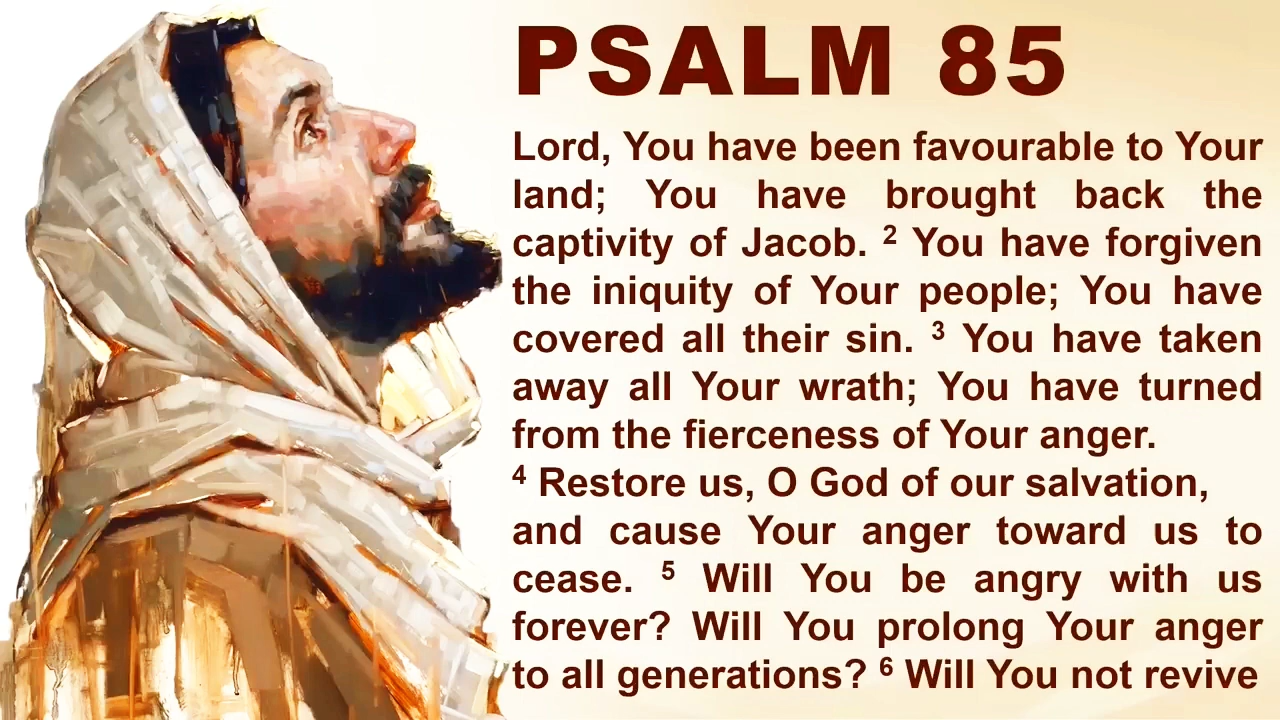 PSALM 85
Lord, You have been favourable to Your
land; You have brought back the
captivity of Jacob. ² You have forgiven
the iniquity of Your people; You have
covered all their sin. ³ You have taken
away all Your wrath; You have turned
from the fierceness of Your anger.
⁴ Restore us, O God of our salvation,
and cause Your anger toward us to
cease. ⁵ Will You be angry with us
forever? Will You prolong Your anger
to all generations? ⁶ Will You not revive